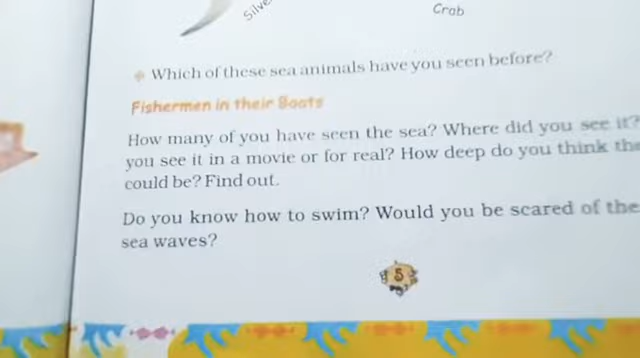 Crab
Which of these sea animals have you seen before?
Fishermen in their Boats
How many of you have seen the sea? Where did you see it?
you see it in a movie or for real? How deep do you think the
could be? Find out.
Do you know how to swim? Would you be scared of the
sea waves?
5